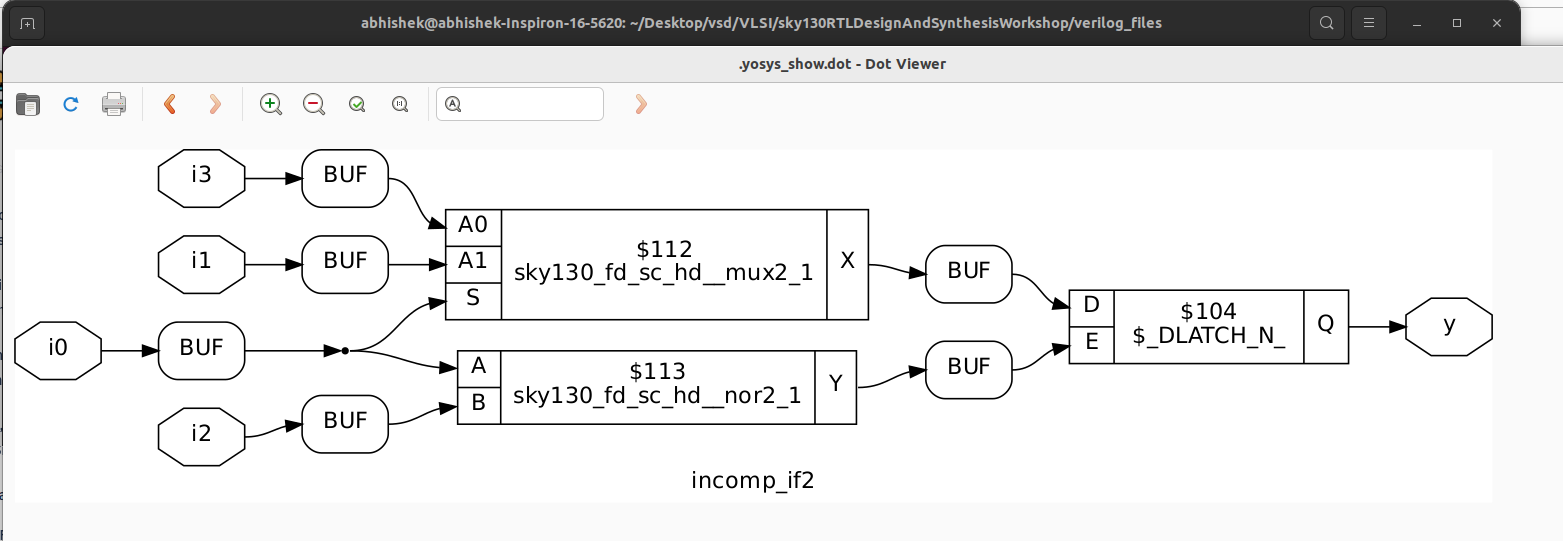 abhishek@abhishek-Inspiron-16-5620: ~/Desktop/vsd/VLSI/sky130RTLDesignAndSynthesisWorkshop/verilog_files
.yosys_show.dot - Dot Viewer
i3
BUF
A0
i1
BUF
A1
S
$112
sky130_fd_sc_hd__mux2_1
X
BUF
i0
BUF
i2
BUF
A
B
$113
sky130_fd_sc_hd__nor2_1
Y
BUF
D
E
$104
$_DLATCH_N_
Q
y
incomp_if2